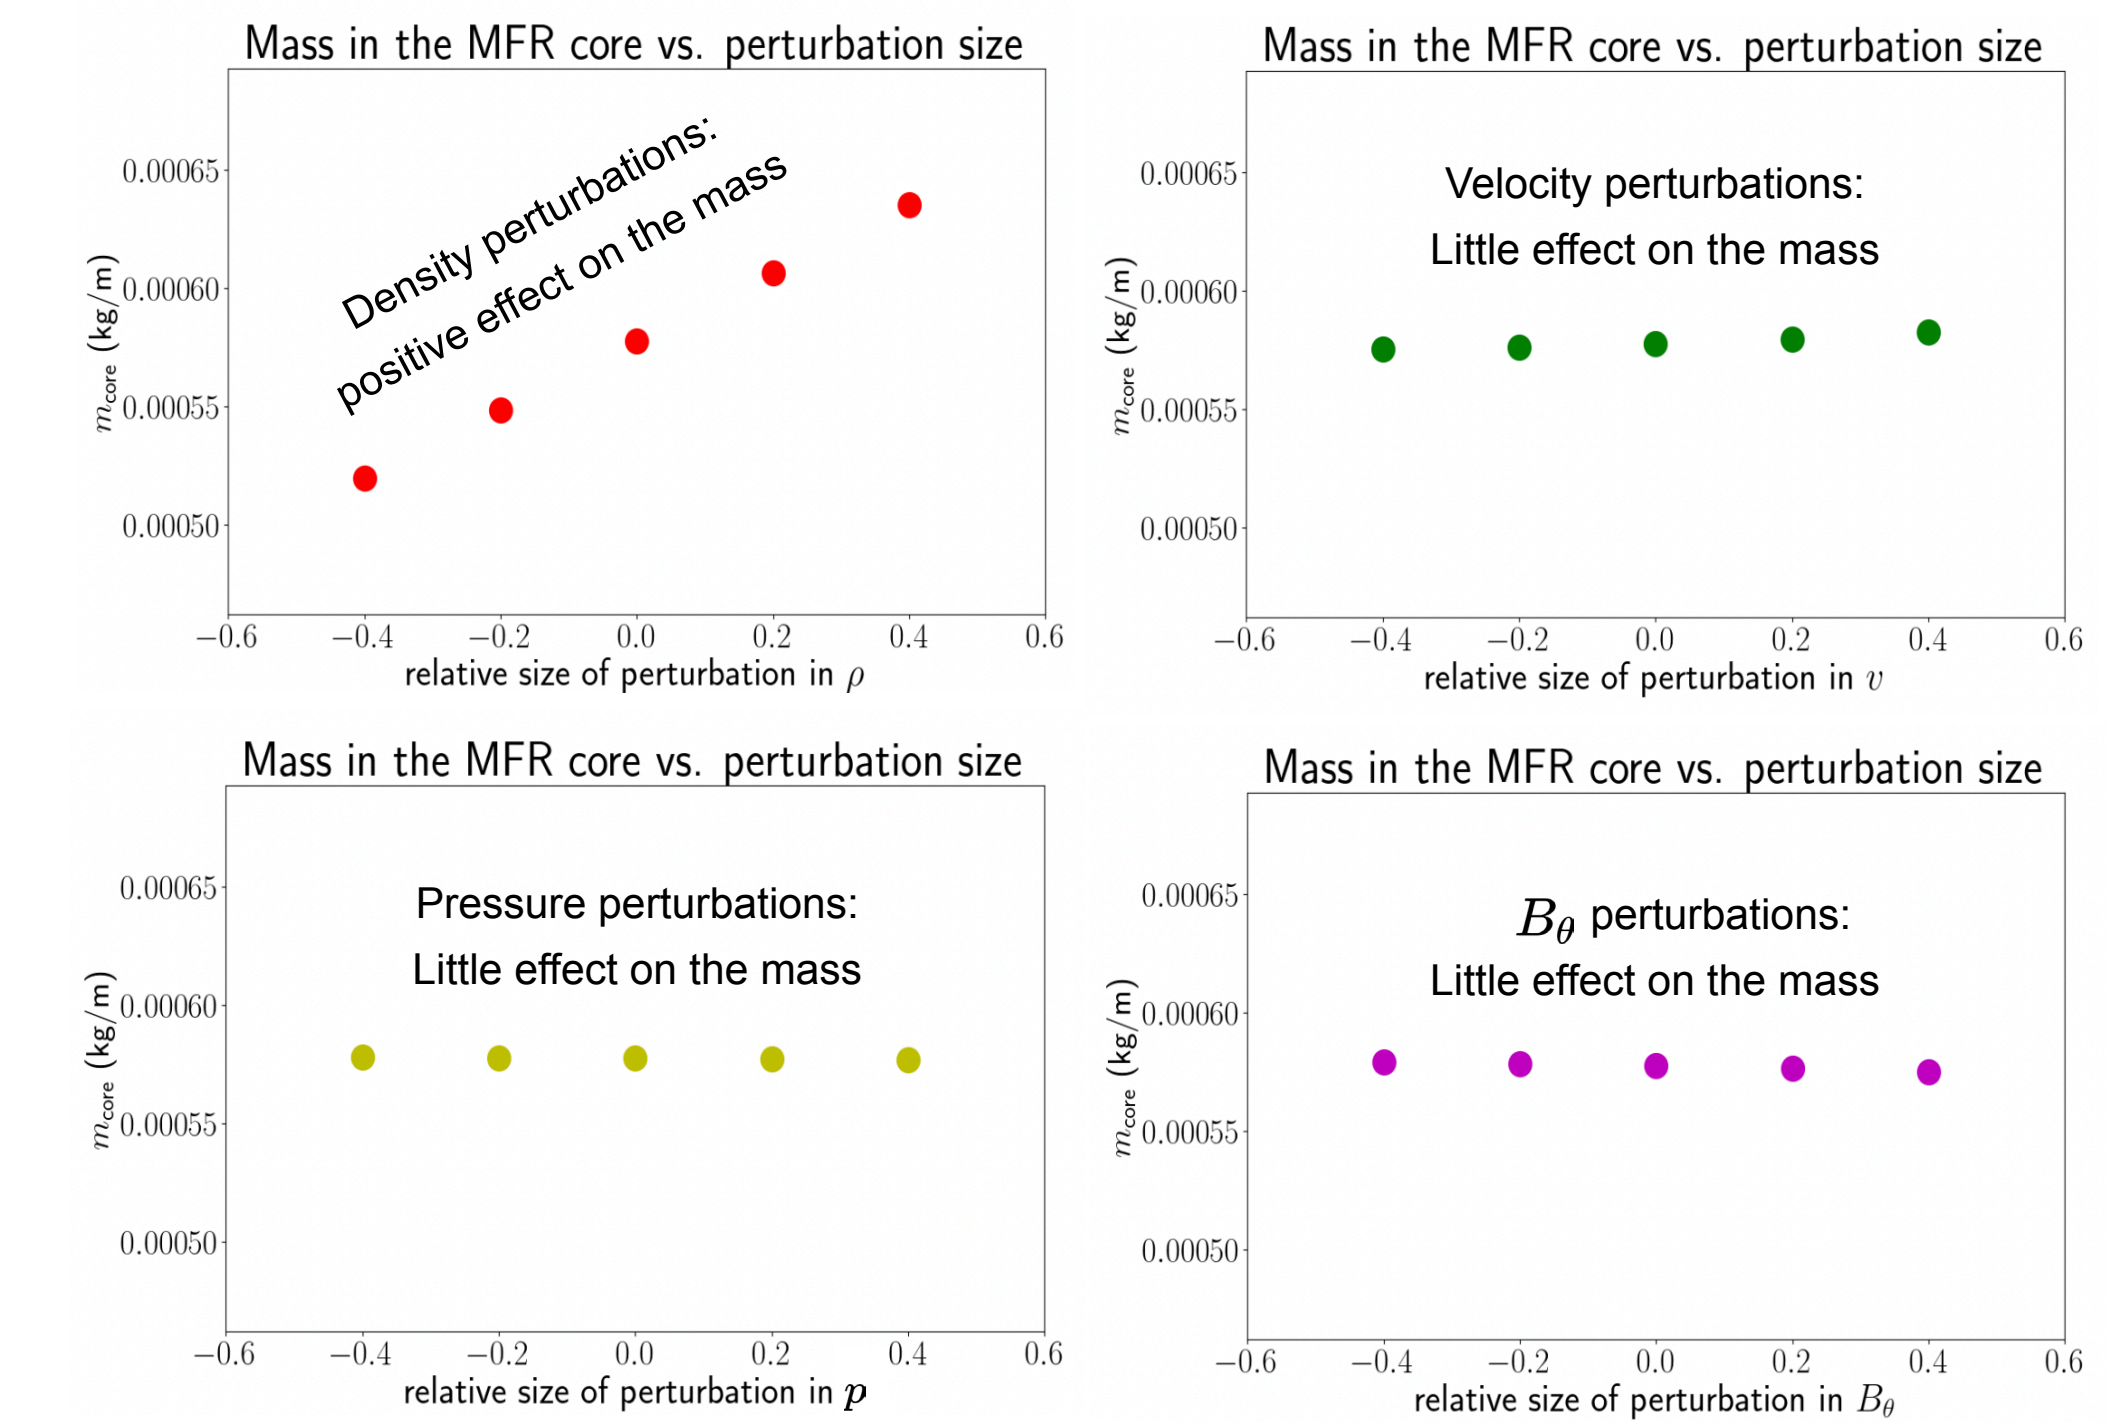 Mass in the MFR core vs. perturbation size
Density perturbations:
positive effect on the mass
0.00065
0.00060
0.00055
0.00050
m_core (kg/m)
−0.6 −0.4 −0.2 0.0 0.2 0.4 0.6
relative size of perturbation in ρ
Mass in the MFR core vs. perturbation size
Velocity perturbations:
Little effect on the mass
0.00065
0.00060
0.00055
0.00050
m_core (kg/m)
−0.6 −0.4 −0.2 0.0 0.2 0.4 0.6
relative size of perturbation in v
Mass in the MFR core vs. perturbation size
Pressure perturbations:
Little effect on the mass
0.00065
0.00060
0.00055
0.00050
m_core (kg/m)
−0.6 −0.4 −0.2 0.0 0.2 0.4 0.6
relative size of perturbation in p
Mass in the MFR core vs. perturbation size
B_θ perturbations:
Little effect on the mass
0.00065
0.00060
0.00055
0.00050
m_core (kg/m)
−0.6 −0.4 −0.2 0.0 0.2 0.4 0.6
relative size of perturbation in B_θ